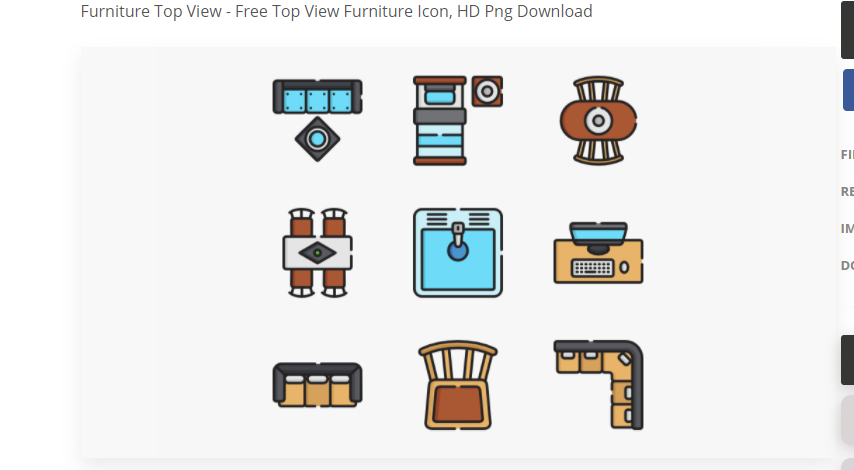 Furniture Top View - Free Top View Furniture Icon, HD Png Download
FI
RE
IM
DO